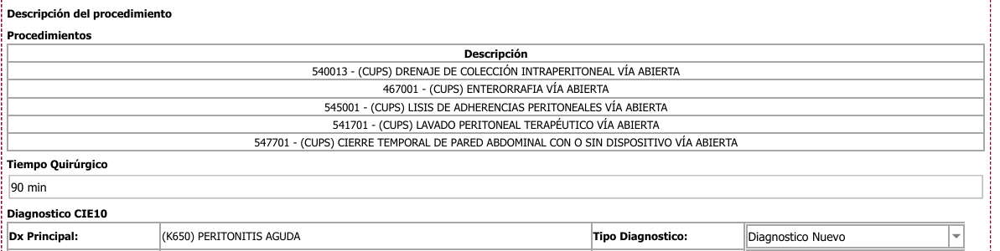 Descripción del procedimiento
Procedimientos
Descripción
540013 - (CUPS) DRENAJE DE COLECCIÓN INTRAPERITONEAL VÍA ABIERTA
467001 - (CUPS) ENTERORRAFIA VÍA ABIERTA
545001 - (CUPS) LISIS DE ADHERENCIAS PERITONEALES VÍA ABIERTA
541701 - (CUPS) LAVADO PERITONEAL TERAPÉUTICO VÍA ABIERTA
547701 - (CUPS) CIERRE TEMPORAL DE PARED ABDOMINAL CON O SIN DISPOSITIVO VÍA ABIERTA
Tiempo Quirúrgico
90 min
Diagnostico CIE10
Dx Principal: (K650) PERITONITIS AGUDA Tipo Diagnostico: Diagnostico Nuevo